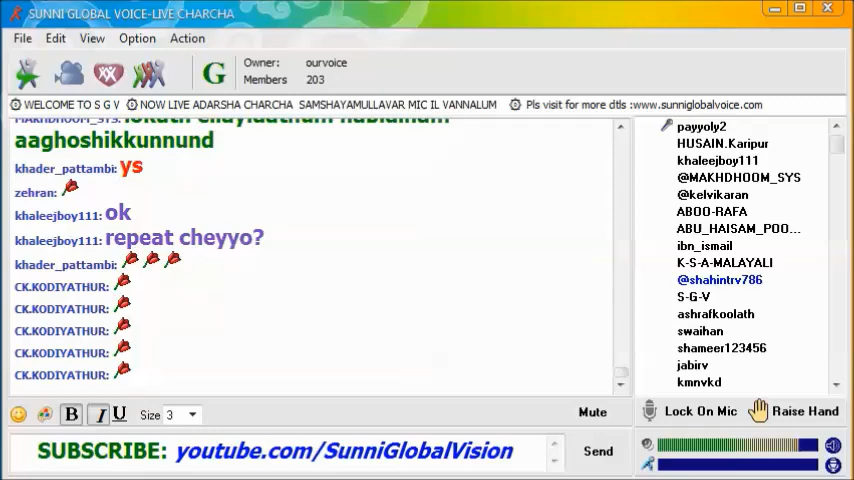 SUNNI GLOBAL VOICE-LIVE CHARCHA
File Edit View Option Action
G
Owner: ourvoice
Members 203
WELCOME TO S G V NOW LIVE ADARSHA CHARCHA SAMSHAYAMULLAVAR MIC IL VANNALUM Pls visit for more dtls :www.sunniglobalvoice.com
aaghoshikkunnund
khader_pattambi: ys
zehran:
khaleejboy111: ok
khaleejboy111: repeat cheyyo?
khader_pattambi:
CK.KODIYATHUR:
CK.KODIYATHUR:
CK.KODIYATHUR:
CK.KODIYATHUR:
CK.KODIYATHUR:
payyoly2
HUSAIN.Karipur
khaleejboy111
@MAKHDHOOM_SYS
@kelvikaran
ABOO-RAFA
ABU_HAISAM_POO...
ibn_ismail
K-S-A-MALAYALI
@shahintrv786
S-G-V
ashrafkoolath
swaihan
shameer123456
jabirv
kmnvkd
B I U Size 3 Mute
Lock On Mic Raise Hand
SUBSCRIBE: youtube.com/SunniGlobalVision Send